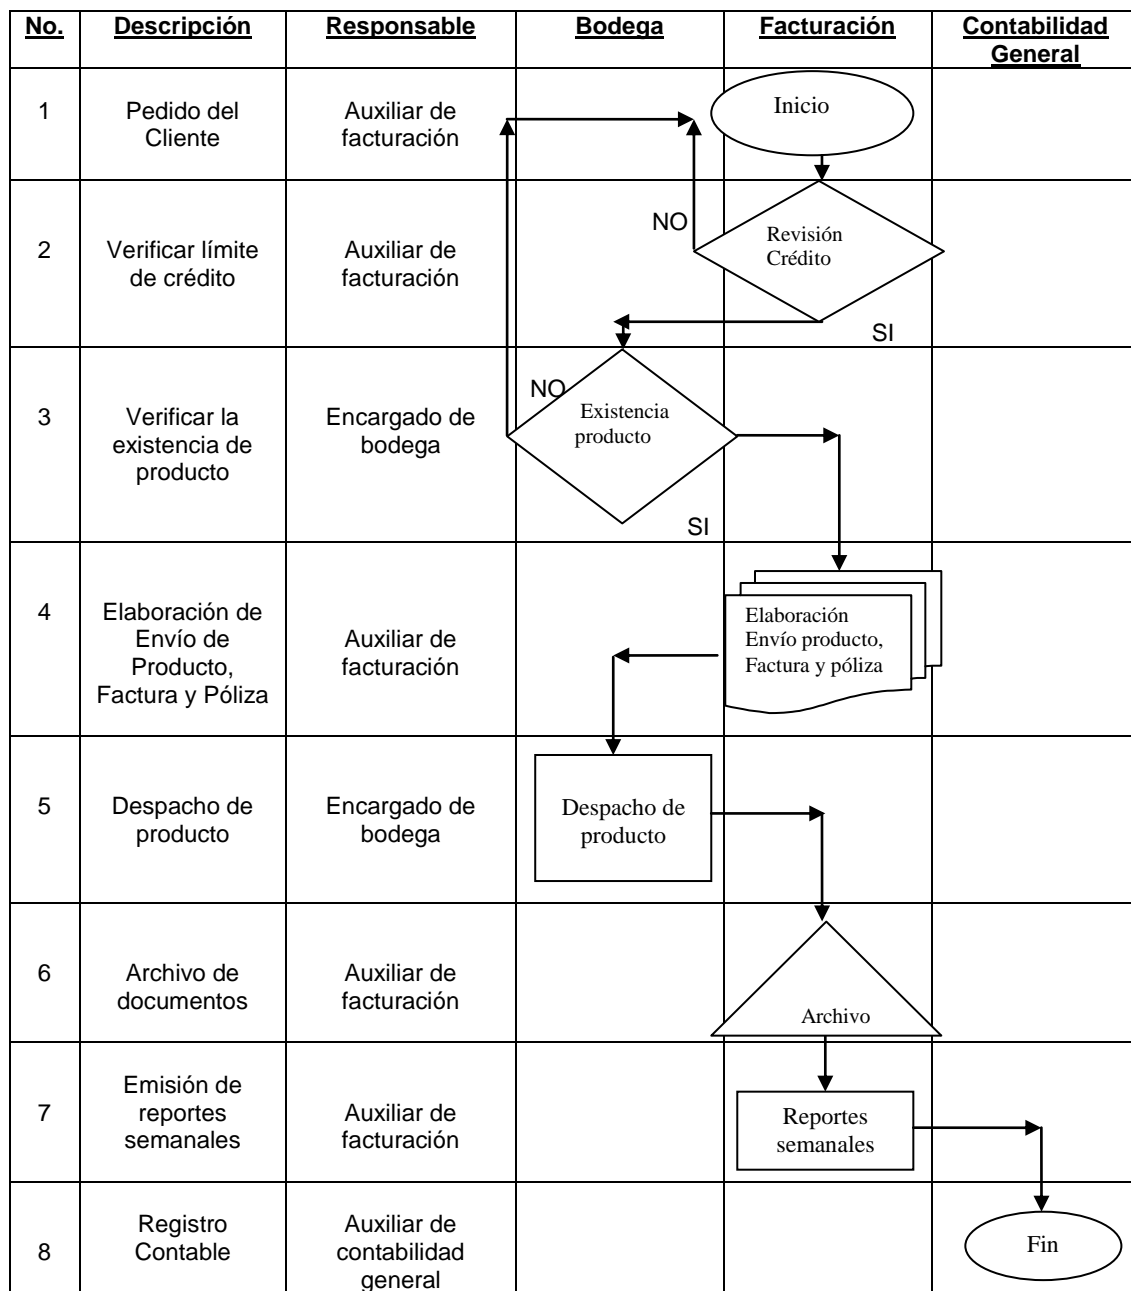 No. Descripción Responsable Bodega Facturación Contabilidad
General
1 Pedido del Auxiliar de Inicio
Cliente facturación
NO
2 Verificar límite Auxiliar de Revisión
de crédito facturación Crédito
SI
NO
3 Verificar la Encargado de Existencia
existencia de bodega producto
producto
SI
4 Elaboración de Elaboración
Envío de Auxiliar de Envío producto,
Producto, facturación Factura y póliza
Factura y Póliza
5 Despacho de Encargado de Despacho de
producto bodega producto
6 Archivo de Auxiliar de
documentos facturación Archivo
Emisión de
7 reportes Auxiliar de Reportes
semanales facturación semanales
Registro Auxiliar de
8 Contable contabilidad Fin
general